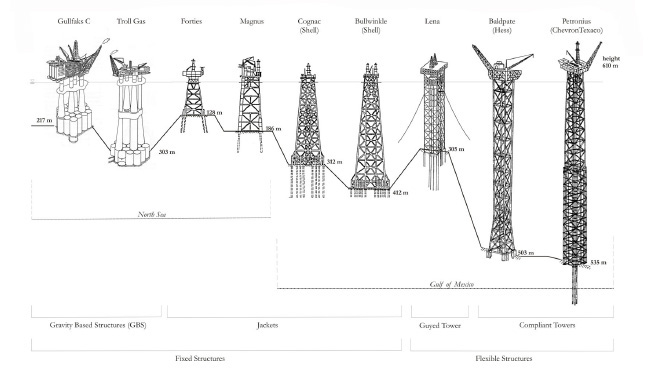 Gullfaks C
Troll Gas
Forties
Magnus
Cognac
(Shell)
Bullwinkle
(Shell)
Lena
Baldpate
(Hess)
Petronius
(ChevronTexaco)
height
610 m
217 m
303 m
128 m
186 m
312 m
412 m
305 m
503 m
535 m
North Sea
Gulf of Mexico
Gravity Based Structures (GBS)
Jackets
Guyed Tower
Compliant Towers
Fixed Structures
Flexible Structures